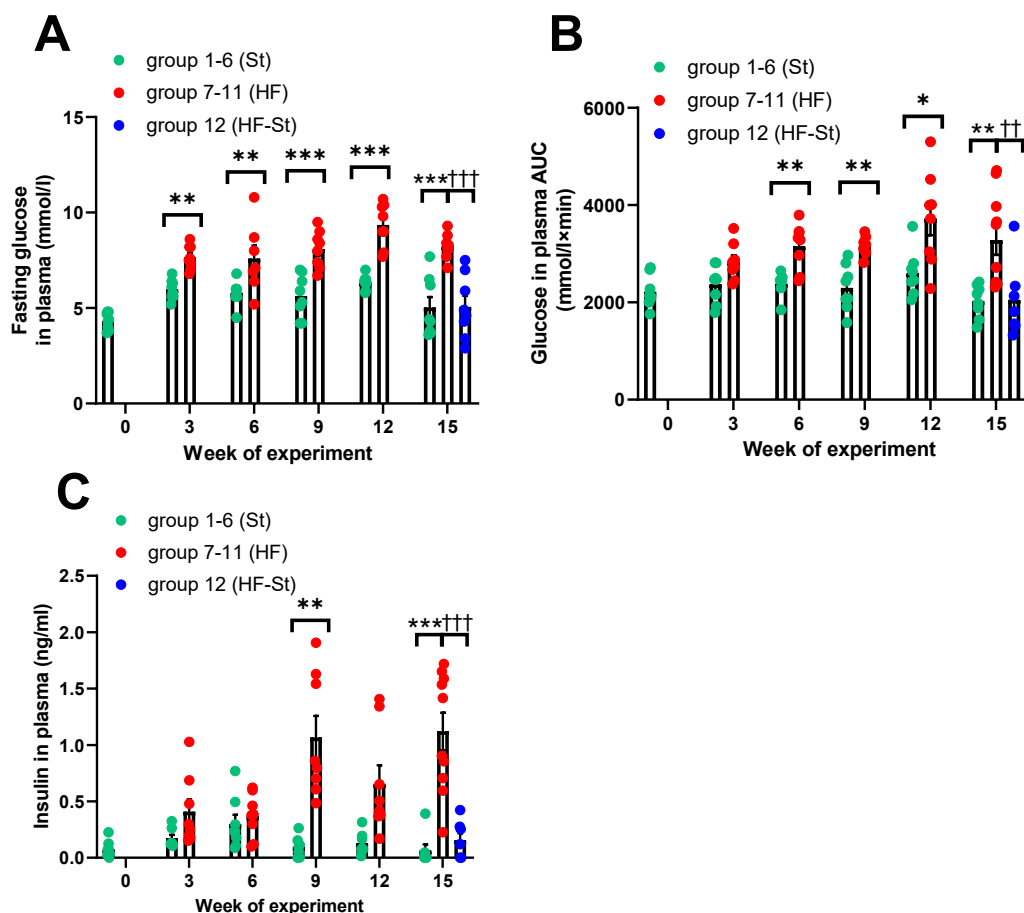 A
group 1-6 (St)
group 7-11 (HF)
group 12 (HF-St)
Fasting glucose
in plasma (mmol/l)
15
10
5
0
**
**
***
***
***†††
0 3 6 9 12 15
Week of experiment
B
group 1-6 (St)
group 7-11 (HF)
group 12 (HF-St)
Glucose in plasma AUC
(mmol/l×min)
6000
4000
2000
0
**
**
*
** ††
0 3 6 9 12 15
Week of experiment
C
group 1-6 (St)
group 7-11 (HF)
group 12 (HF-St)
Insulin in plasma (ng/ml)
2.5
2.0
1.5
1.0
0.5
0.0
**
***†††
0 3 6 9 12 15
Week of experiment